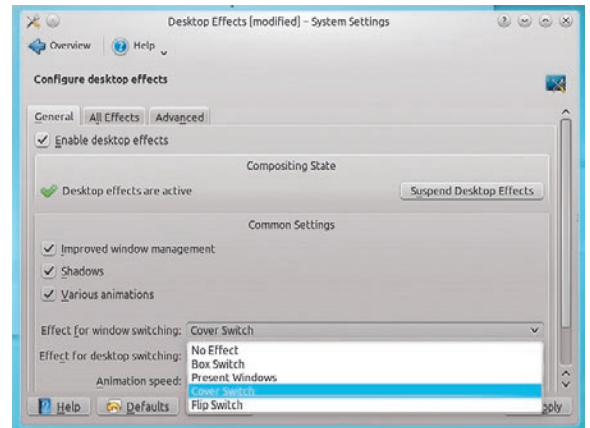 Desktop Effects [modified] – System Settings
Overview Help
Configure desktop effects
General All Effects Advanced
Enable desktop effects
Compositing State
Desktop effects are active Suspend Desktop Effects
Common Settings
Improved window management
Shadows
Various animations
Effect for window switching: Cover Switch
Effect for desktop switching:
No Effect
Box Switch
Animation speed: Present Windows
Cover Switch
Flip Switch
Help Defaults